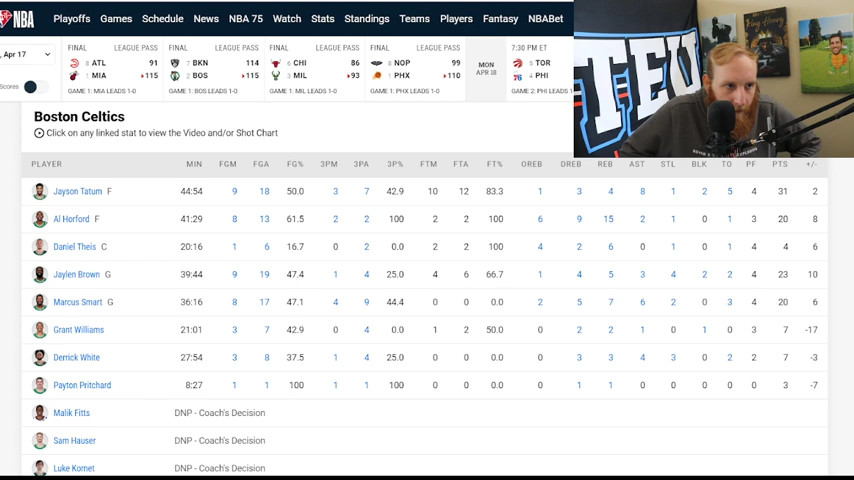 NBA Playoffs Games Schedule News NBA 75 Watch Stats Standings Teams Players Fantasy NBABet
, Apr 17
Scores
FINAL LEAGUE PASS
8 ATL 91
1 MIA 115
GAME 1: MIA LEADS 1-0
FINAL LEAGUE PASS
7 BKN 114
2 BOS 115
GAME 1: BOS LEADS 1-0
FINAL LEAGUE PASS
6 CHI 86
3 MIL 93
GAME 1: MIL LEADS 1-0
FINAL LEAGUE PASS
8 NOP 99
1 PHX 110
GAME 1: PHX LEADS 1-0
MON
APR 18
7:30 PM ET
5 TOR
4 PHI
GAME 2: PHI L
TEU
Boston Celtics
Click on any linked stat to view the Video and/or Shot Chart
PLAYER MIN FGM FGA FG% 3PM 3PA 3P% FTM FTA FT% OREB DREB REB AST STL BLK TO PF PTS +/-
Jayson Tatum F 44:54 9 18 50.0 3 7 42.9 10 12 83.3 1 3 4 8 1 2 5 4 31 2
Al Horford F 41:29 8 13 61.5 2 2 100 2 2 100 6 9 15 2 1 0 1 3 20 8
Daniel Theis C 20:16 1 6 16.7 0 2 0.0 2 2 100 4 2 6 0 1 0 1 4 4 6
Jaylen Brown G 39:44 9 19 47.4 1 4 25.0 4 6 66.7 1 4 5 3 4 2 2 4 23 10
Marcus Smart G 36:16 8 17 47.1 4 9 44.4 0 0 0.0 2 5 7 6 2 0 3 4 20 6
Grant Williams 21:01 3 7 42.9 0 4 0.0 1 2 50.0 0 2 2 1 0 1 0 3 7 -17
Derrick White 27:54 3 8 37.5 1 4 25.0 0 0 0.0 0 3 3 4 3 0 2 2 7 -3
Payton Pritchard 8:27 1 1 100 1 1 100 0 0 0.0 0 1 1 0 0 0 0 0 3 -7
Malik Fitts DNP - Coach's Decision
Sam Hauser DNP - Coach's Decision
Luke Kornet DNP - Coach's Decision